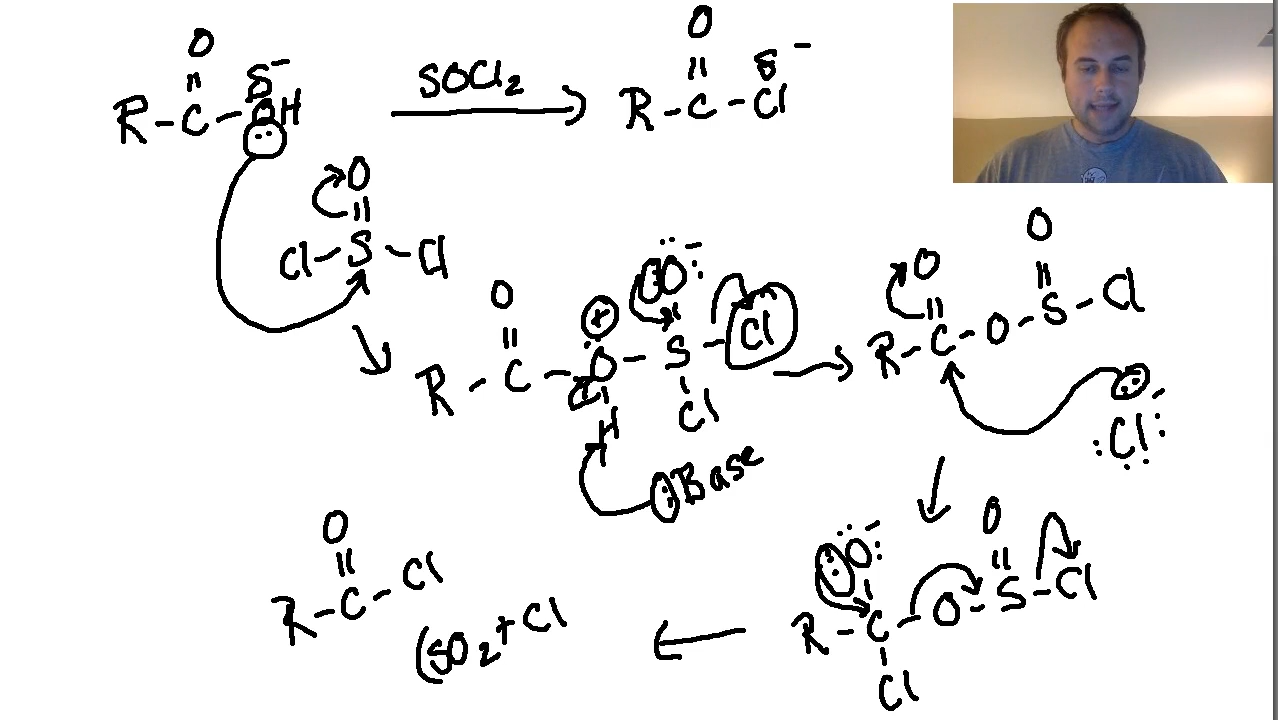 O
R-C-OH
δ-
SOCl2
O
R-C-Cl
δ-
O
Cl-S-Cl
O
R-C-O-S-Cl
+
O-
H
Cl
:Base
O
O
R-C-O-S-Cl
:Cl:-
O-
O
R-C-O-S-Cl
Cl
O
R-C-Cl
(SO2+Cl